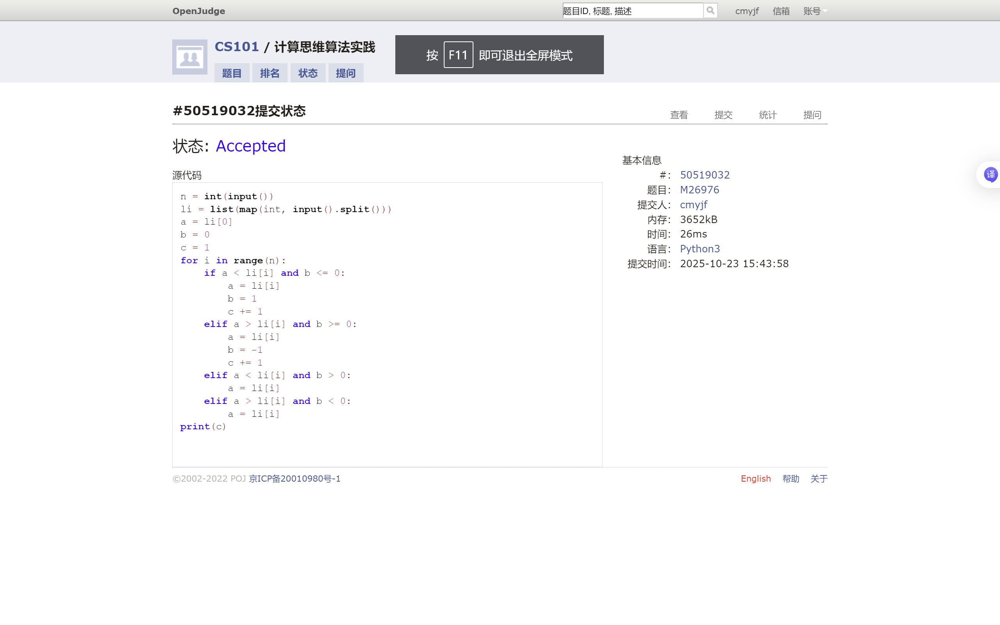 OpenJudge
题目ID, 标题, 描述
cmyjf 信箱 账号
CS101 / 计算思维算法实践
按 F11 即可退出全屏模式
题目 排名 状态 提问
#50519032提交状态
查看 提交 统计 提问
状态: Accepted
源代码
n = int(input())
li = list(map(int, input().split()))
a = li[0]
b = 0
c = 1
for i in range(n):
    if a < li[i] and b <= 0:
        a = li[i]
        b = 1
        c += 1
    elif a > li[i] and b >= 0:
        a = li[i]
        b = -1
        c += 1
    elif a < li[i] and b > 0:
        a = li[i]
    elif a > li[i] and b < 0:
        a = li[i]
print(c)
基本信息
#: 50519032
题目: M26976
提交人: cmyjf
内存: 3652kB
时间: 26ms
语言: Python3
提交时间: 2025-10-23 15:43:58
译
©2002-2022 POJ 京ICP备20010980号-1
English 帮助 关于